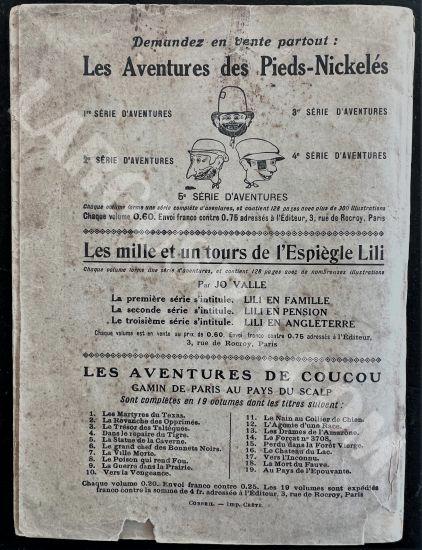 Demandez en vente partout :
Les Aventures des Pieds-Nickelés
1re SÉRIE D'AVENTURES
3e SÉRIE D'AVENTURES
2e SÉRIE D'AVENTURES
4e SÉRIE D'AVENTURES
5e SÉRIE D'AVENTURES
Chaque volume forme une série complète d'aventures, et contient 128 pages avec plus de 300 illustrations
Chaque volume 0.60. Envoi franco contre 0.75 adressés à l'Éditeur, 3, rue de Rocroy, Paris
Les mille et un tours de l'Espiègle Lili
Chaque volume forme une série d'aventures, et contient 128 pages avec de nombreuses illustrations
Par JO VALLE
La première série s'intitule. LILI EN FAMILLE
La seconde série s'intitule. LILI EN PENSION
Le troisième série s'intitule. LILI EN ANGLETERRE
Chaque volume est en vente au prix de 0.60 Envoi franco contre 0.75 adressés à l'Éditeur
3, rue de Rocroy, Paris
LES AVENTURES DE COUCOU
GAMIN DE PARIS AU PAYS DU SCALP
Sont complètes en 19 volumes dont les titres suivent :
1. Les Martyrs du Texas.
2. La Revanche des Opprimés.
3. Le Trésor des Taltèques.
4. Dans le repaire du Tigre.
5. La Statue de la Caverne.
6. Le grand chef des Bonnets Noirs.
7. La Ville Morte.
8. Le Poison qui rend Fou.
9. La Guerre dans la Prairie.
10. Vers la Vengeance.
11. Le Nain au Collier de Chien.
12. L'Agonie d'une Race.
13. Les Drames de l'Amazone.
14. Le Forçat nº 3708.
15. Perdu dans la Forêt Vierge.
16. Le Chateau du Lac.
17. Vers l'Inconnu.
18. La Mort du Fauve.
19. Au Pays de l'Epouvante.
Chaque volume 0.20. Envoi franco contre 0.25. Les 19 volumes sont expédiés
franco contre la somme de 4 fr. adressés à l'Éditeur, 3, rue de Rocroy, Paris
CORBEIL. — IMP. CRÉTÉ.